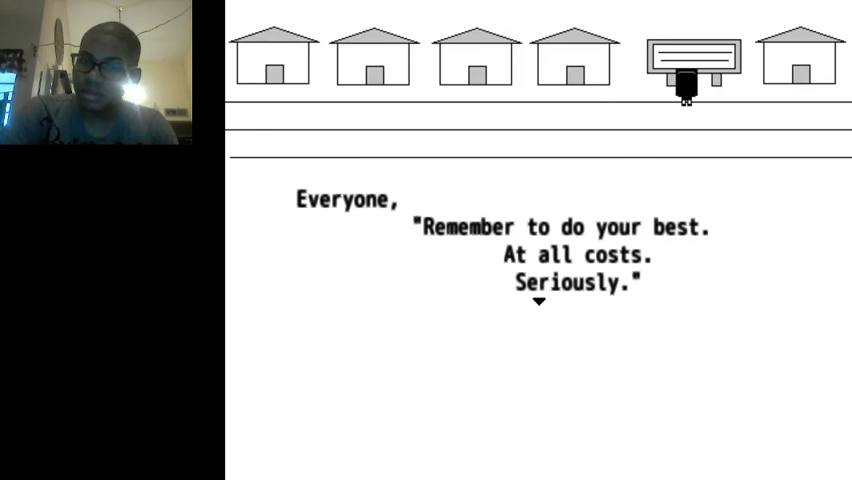 Everyone,
"Remember to do your best.
At all costs.
Seriously."